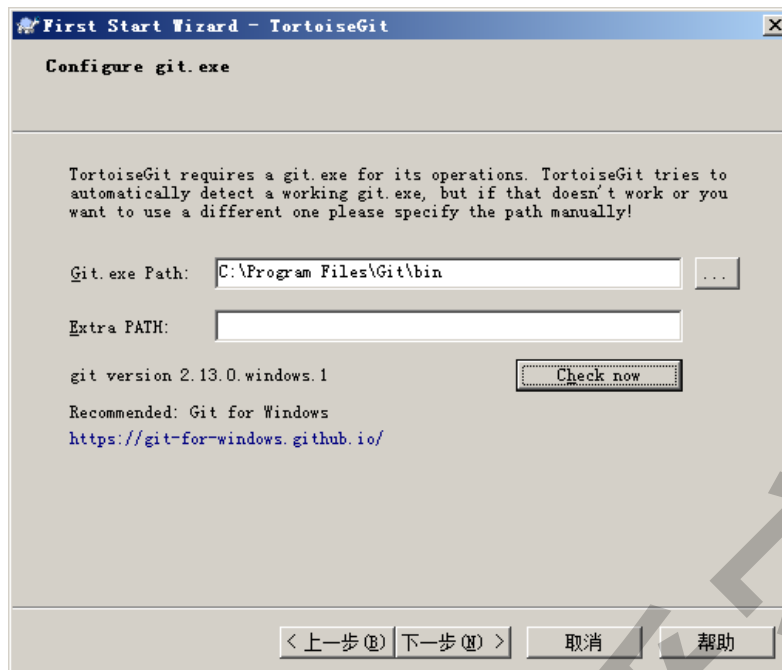 First Start Wizard - TortoiseGit
Configure git.exe
TortoiseGit requires a git.exe for its operations. TortoiseGit tries to
automatically detect a working git.exe, but if that doesn't work or you
want to use a different one please specify the path manually!
Git.exe Path: C:\Program Files\Git\bin ...
Extra PATH:
git version 2.13.0.windows.1 Check now
Recommended: Git for Windows
https://git-for-windows.github.io/
< 上一步(B) 下一步(N) > 取消 帮助